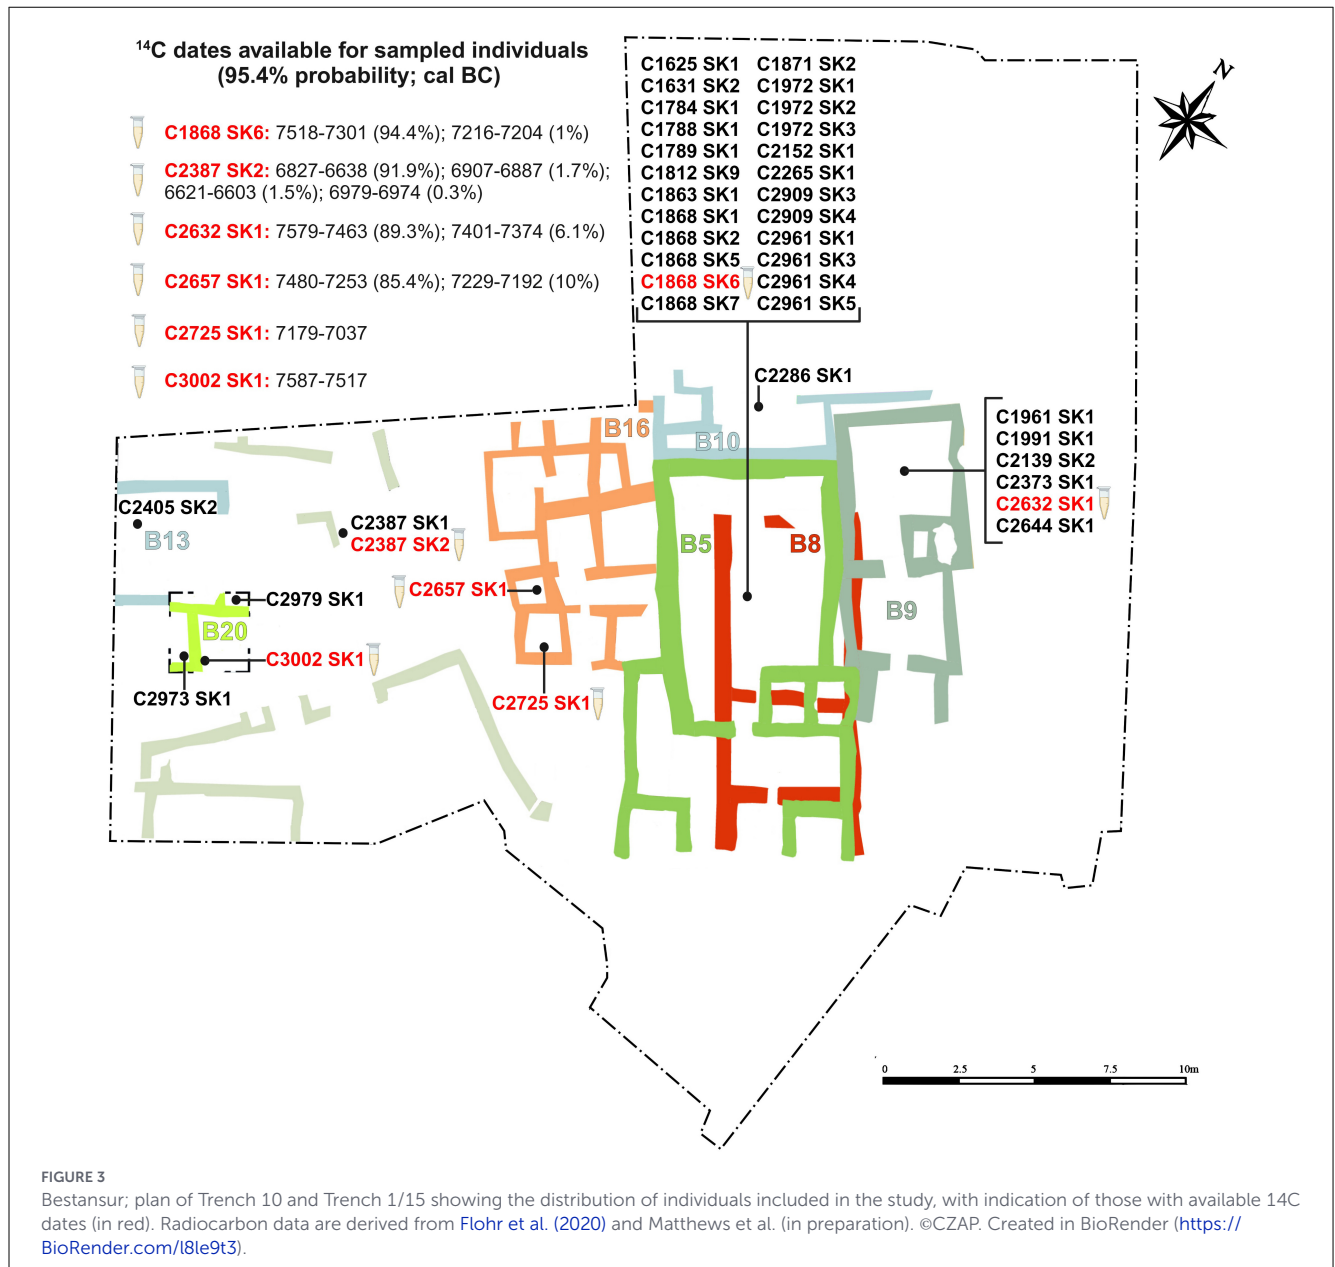 ¹⁴C dates available for sampled individuals
(95.4% probability; cal BC)
C1868 SK6: 7518-7301 (94.4%); 7216-7204 (1%)
C2387 SK2: 6827-6638 (91.9%); 6907-6887 (1.7%);
6621-6603 (1.5%); 6979-6974 (0.3%)
C2632 SK1: 7579-7463 (89.3%); 7401-7374 (6.1%)
C2657 SK1: 7480-7253 (85.4%); 7229-7192 (10%)
C2725 SK1: 7179-7037
C3002 SK1: 7587-7517
C1625 SK1 C1871 SK2
C1631 SK2 C1972 SK1
C1784 SK1 C1972 SK2
C1788 SK1 C1972 SK3
C1789 SK1 C2152 SK1
C1812 SK9 C2265 SK1
C1863 SK1 C2909 SK3
C1868 SK1 C2909 SK4
C1868 SK2 C2961 SK1
C1868 SK5 C2961 SK3
C1868 SK6 C2961 SK4
C1868 SK7 C2961 SK5
N
C2286 SK1
C1961 SK1
C1991 SK1
C2139 SK2
C2373 SK1
C2632 SK1
C2644 SK1
B16
B10
C2405 SK2
B13
C2387 SK1
C2387 SK2
B5
B8
C2657 SK1
C2979 SK1
B20
B9
C3002 SK1
C2973 SK1
C2725 SK1
0 2.5 5 7.5 10m
FIGURE 3
Bestansur; plan of Trench 10 and Trench 1/15 showing the distribution of individuals included in the study, with indication of those with available 14C
dates (in red). Radiocarbon data are derived from Flohr et al. (2020) and Matthews et al. (in preparation). ©CZAP. Created in BioRender (https://
BioRender.com/l8le9t3).